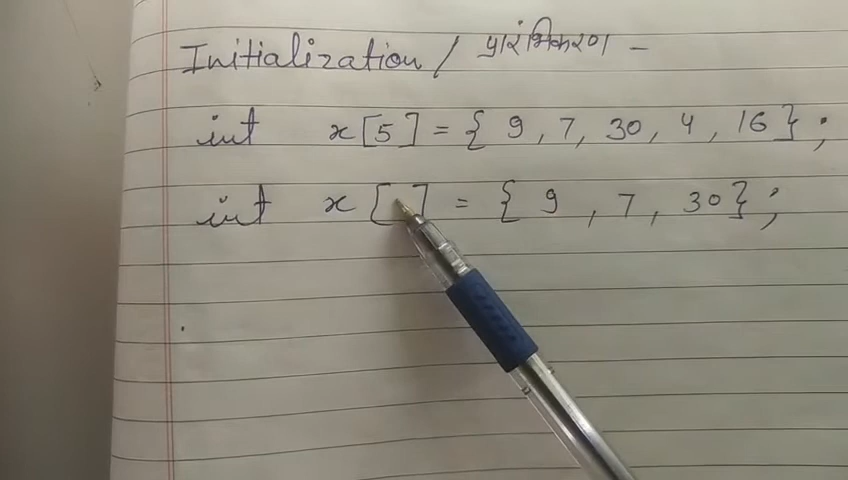 Initialization / प्रारंभिकरण -
int x[5] = { 9, 7, 30, 4, 16 } ;
int x[ ] = { 9 , 7, 30 } ;